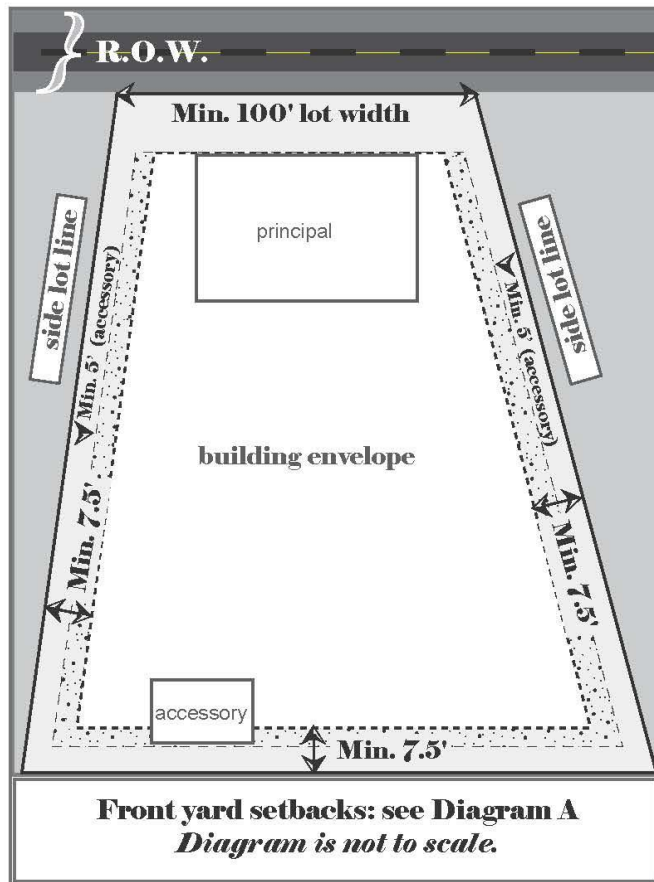 R.O.W.
Min. 100' lot width
principal
side lot line
side lot line
Min. 5' (accessory)
Min. 5' (accessory)
building envelope
Min. 7.5'
Min. 7.5'
accessory
Min. 7.5'
Front yard setbacks: see Diagram A
Diagram is not to scale.